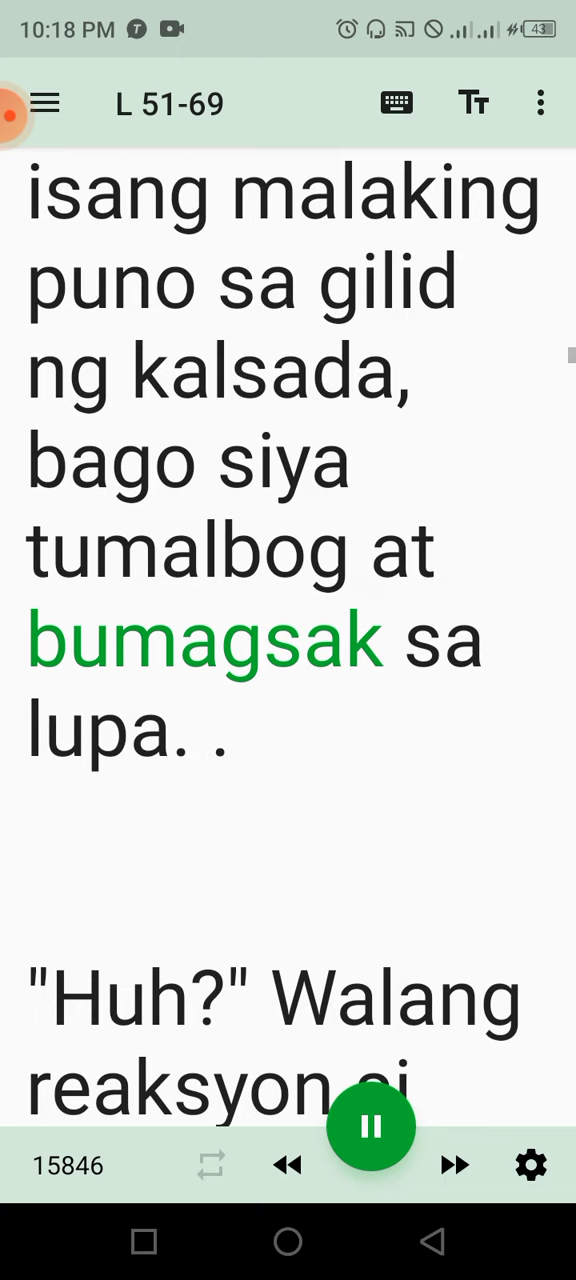 10:18 PM
43
L 51-69
isang malaking
puno sa gilid
ng kalsada,
bago siya
tumalbog at
bumagsak sa
lupa. .
"Huh?" Walang
reaksyon
15846